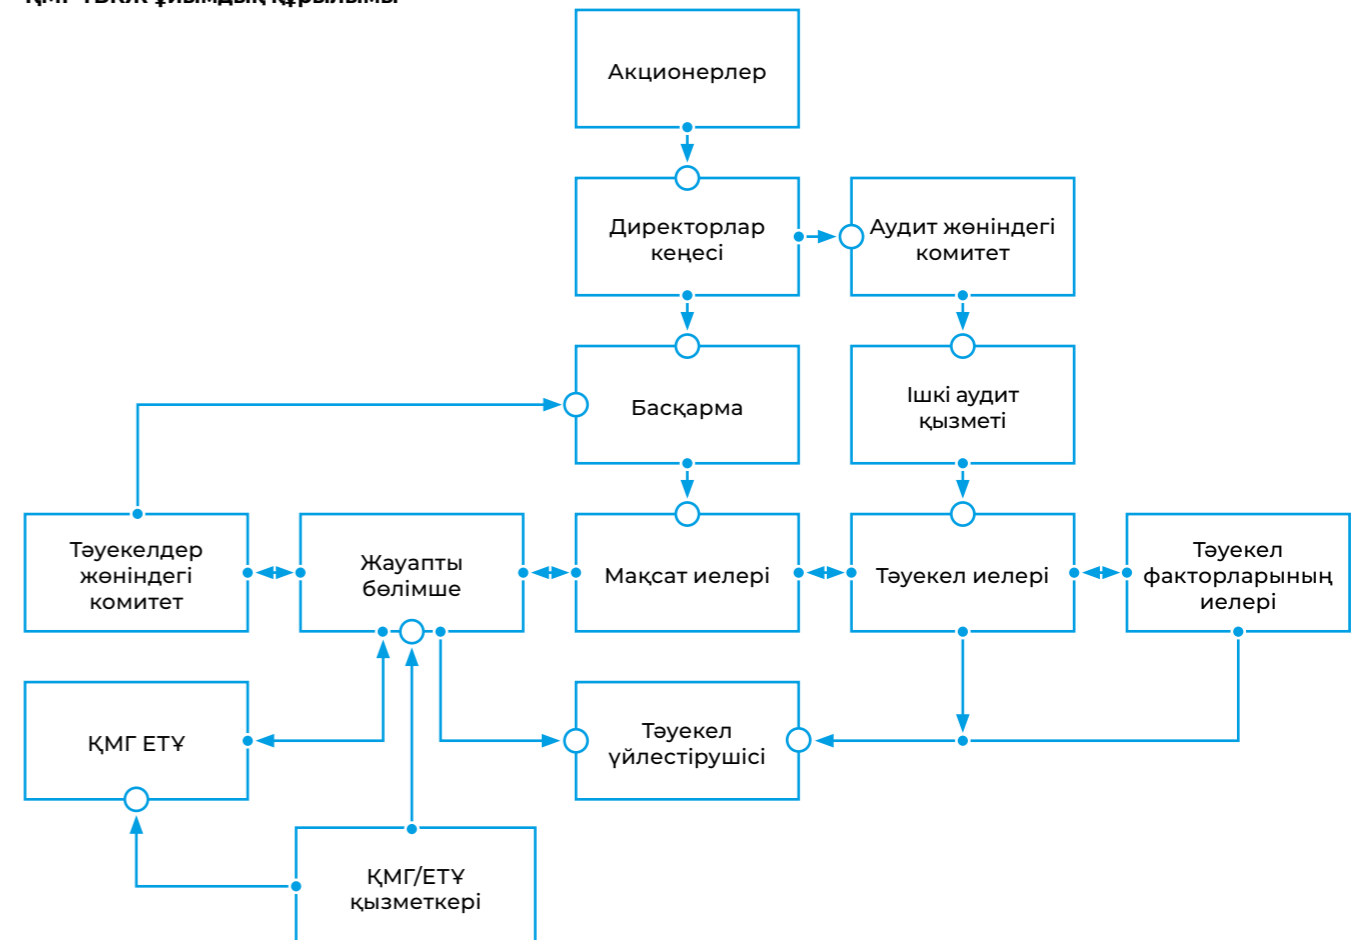 Акционерлер
Директорлар
кеңесі
Аудит жөніндегі
комитет
Басқарма
Ішкі аудит
қызметі
Тәуекелдер
жөніндегі
комитет
Жауапты
бөлімше
Мақсат иелері
Тәуекел иелері
Тәуекел
факторларының
иелері
ҚМГ ЕТҰ
Тәуекел
үйлестірушісі
ҚМГ/ЕТҰ
қызметкері